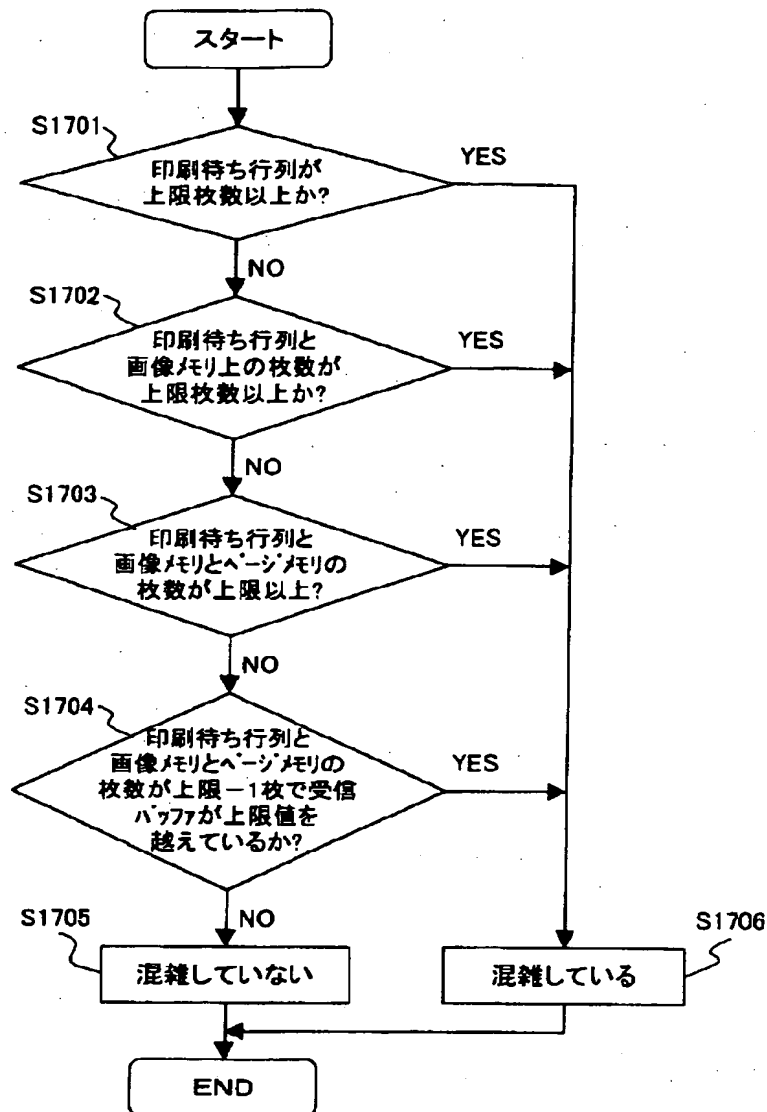 スタート
S1701
印刷待ち行列が
上限枚数以上か?
YES
NO
S1702
印刷待ち行列と
画像メモリ上の枚数が
上限枚数以上か?
YES
NO
S1703
印刷待ち行列と
画像メモリとページメモリの
枚数が上限以上?
YES
NO
S1704
印刷待ち行列と
画像メモリとページメモリの
枚数が上限－1枚で受信
バッファが上限値を
越えているか?
YES
NO
S1705
混雑していない
S1706
混雑している
END